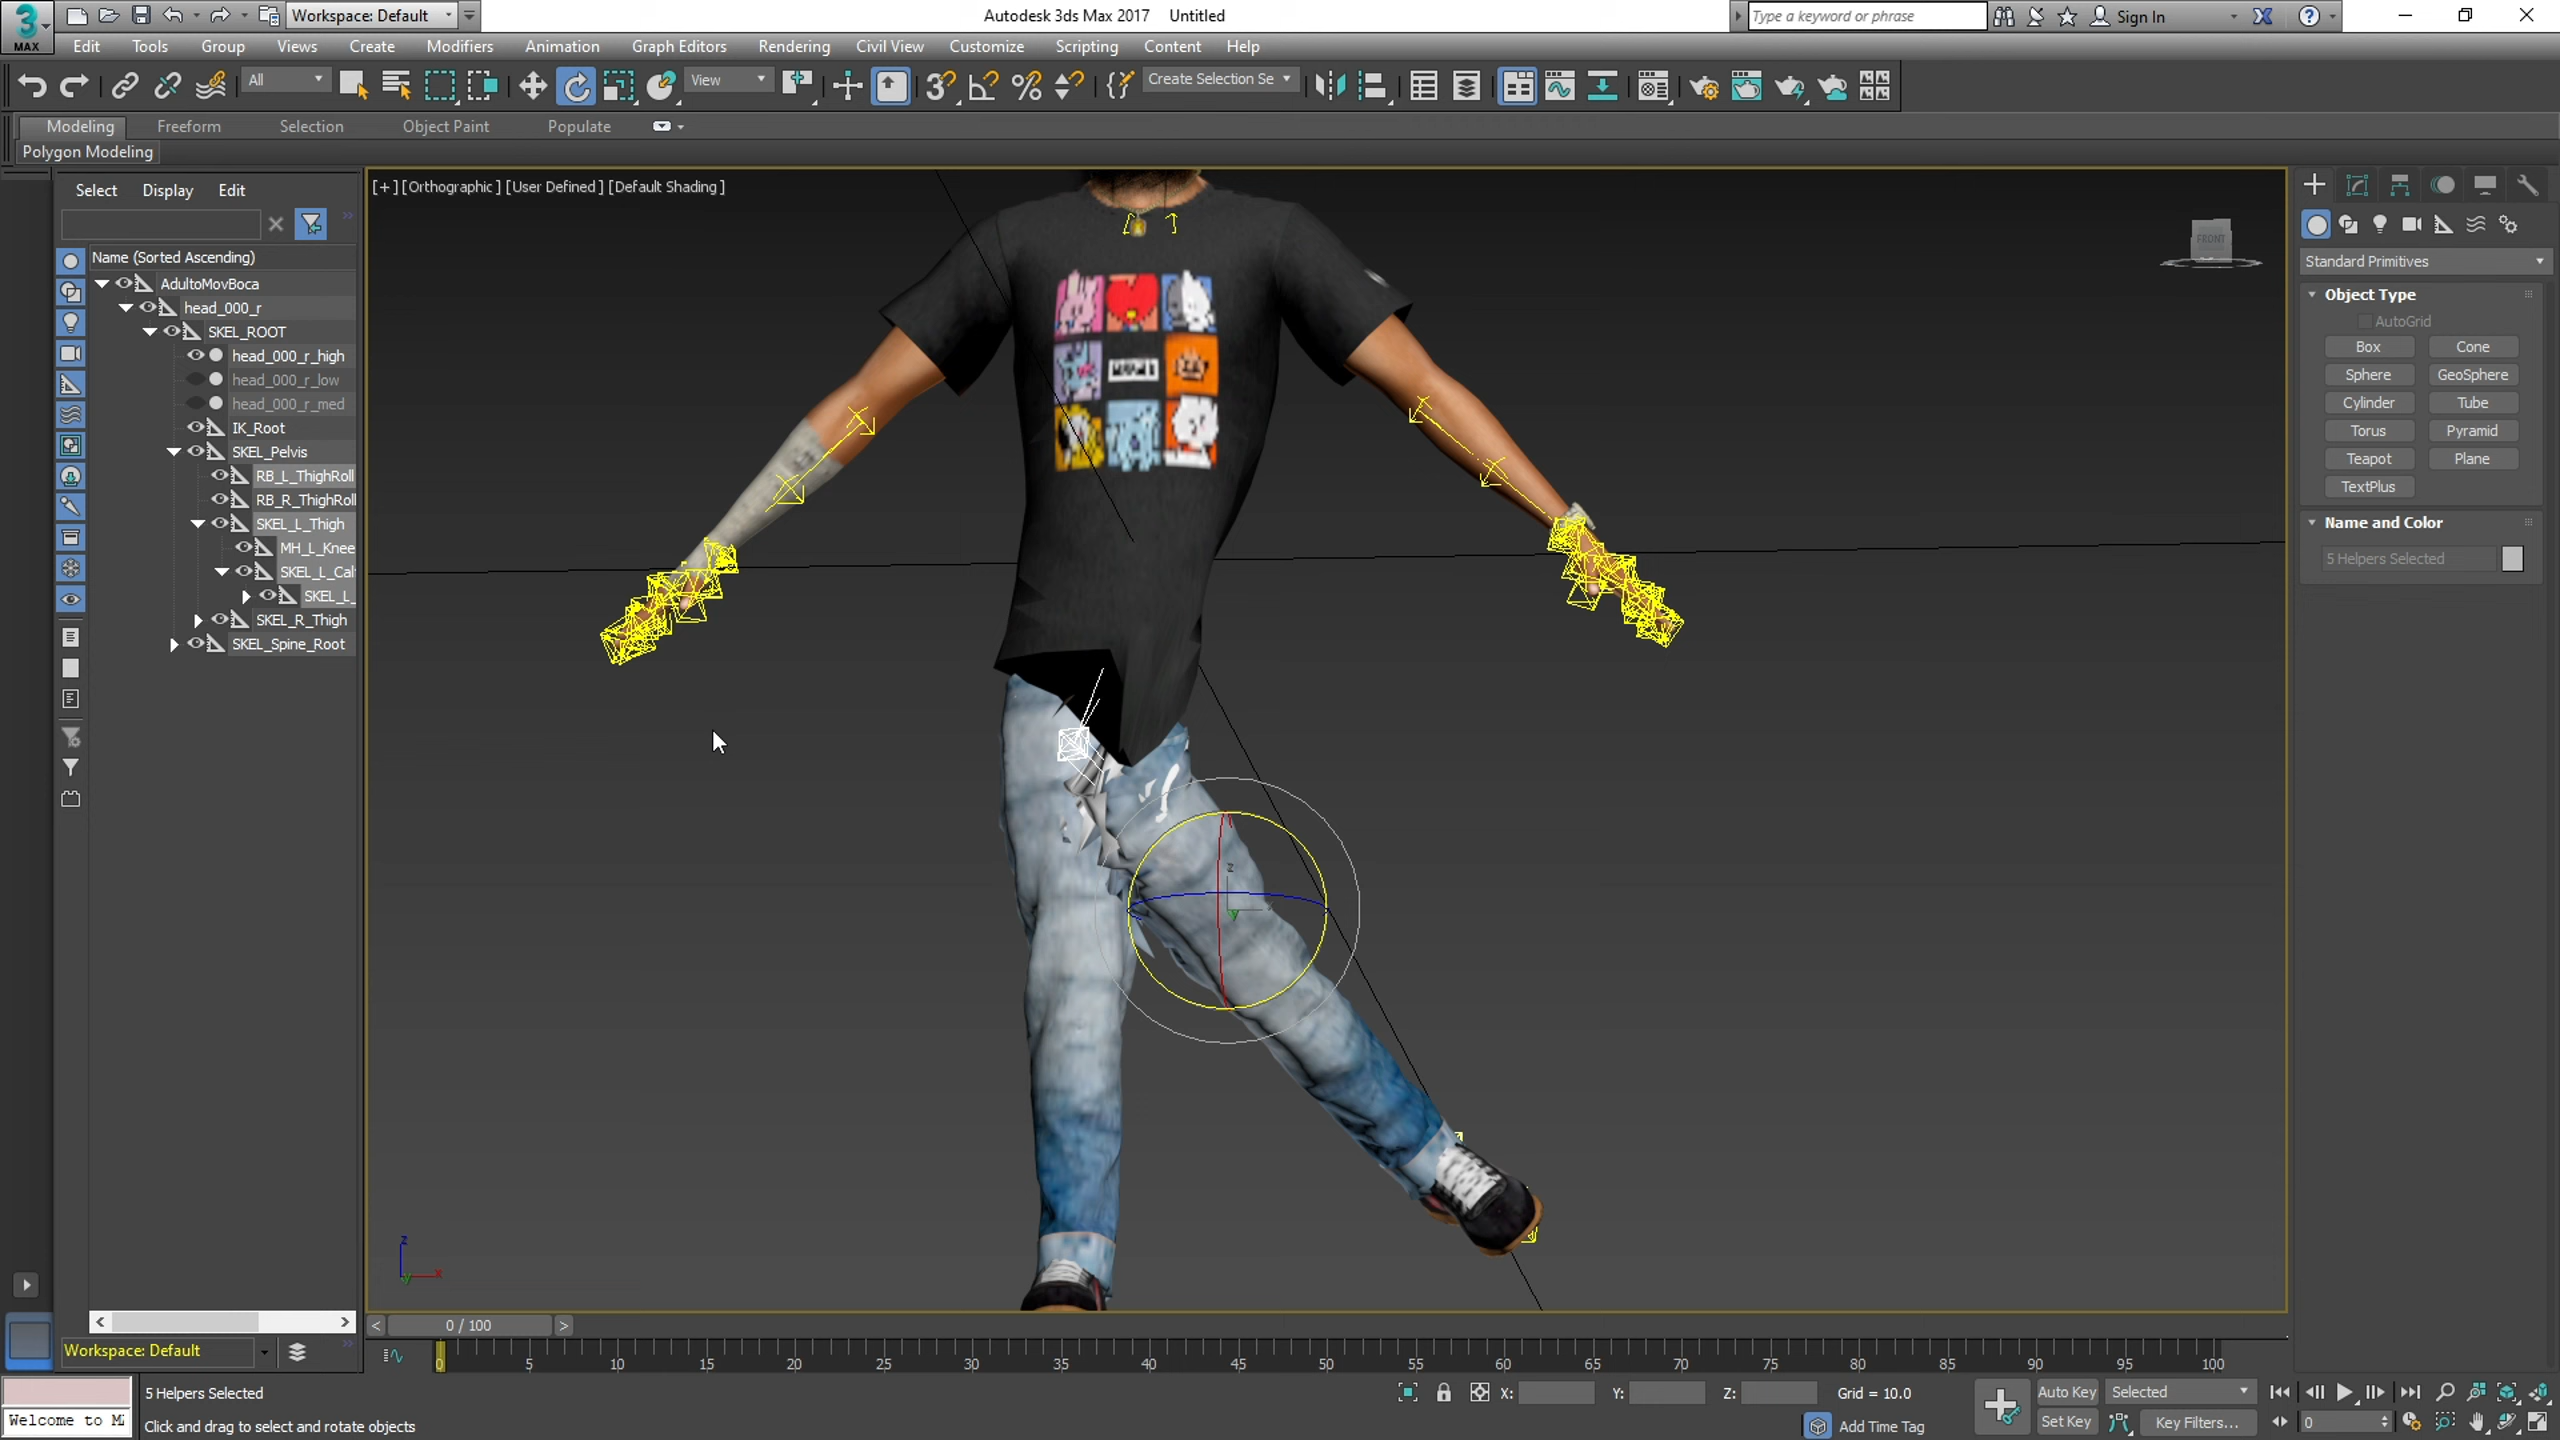 Workspace: Default
Autodesk 3ds Max 2017 Untitled
Type a keyword or phrase
Sign In
MAX
Edit Tools Group Views Create Modifiers Animation Graph Editors Rendering Civil View Customize Scripting Content Help
All
View
Create Selection Se
Modeling Freeform Selection Object Paint Populate
Polygon Modeling
Select Display Edit
Name (Sorted Ascending)
AdultoMovBoca
head_000_r
SKEL_ROOT
head_000_r_high
head_000_r_low
head_000_r_med
IK_Root
SKEL_Pelvis
RB_L_ThighRoll
RB_R_ThighRoll
SKEL_L_Thigh
MH_L_Knee
SKEL_L_Cal
SKEL_L_
SKEL_R_Thigh
SKEL_Spine_Root
Workspace: Default
[+] [Orthographic] [User Defined] [Default Shading]
FRONT
z
x
z
y
x
Standard Primitives
Object Type
AutoGrid
Box Cone
Sphere GeoSphere
Cylinder Tube
Torus Pyramid
Teapot Plane
TextPlus
Name and Color
5 Helpers Selected
< 0 / 100 >
0 5 10 15 20 25 30 35 40 45 50 55 60 65 70 75 80 85 90 95 100
5 Helpers Selected
X: Y: Z: Grid = 10.0
Auto Key Selected
Welcome to M
Click and drag to select and rotate objects
Add Time Tag
Set Key Key Filters... 0